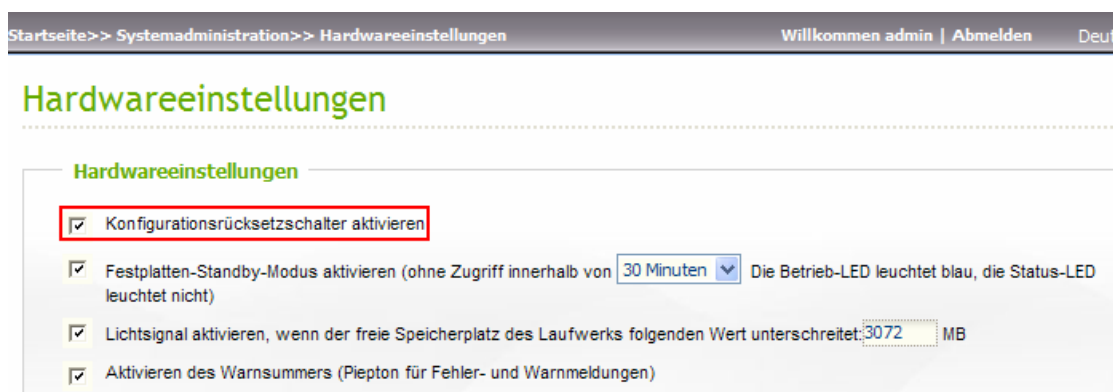 Startseite>> Systemadministration>> Hardwareeinstellungen Willkommen admin | Abmelden
Hardwareeinstellungen
Hardwareeinstellungen
Konfigurationsrücksetzschalter aktivieren
Festplatten-Standby-Modus aktivieren (ohne Zugriff innerhalb von 30 Minuten Die Betrieb-LED leuchtet blau, die Status-LED
leuchtet nicht)
Lichtsignal aktivieren, wenn der freie Speicherplatz des Laufwerks folgenden Wert unterschreitet: 3072 MB
Aktivieren des Warnsummers (Piepton für Fehler- und Warnmeldungen)